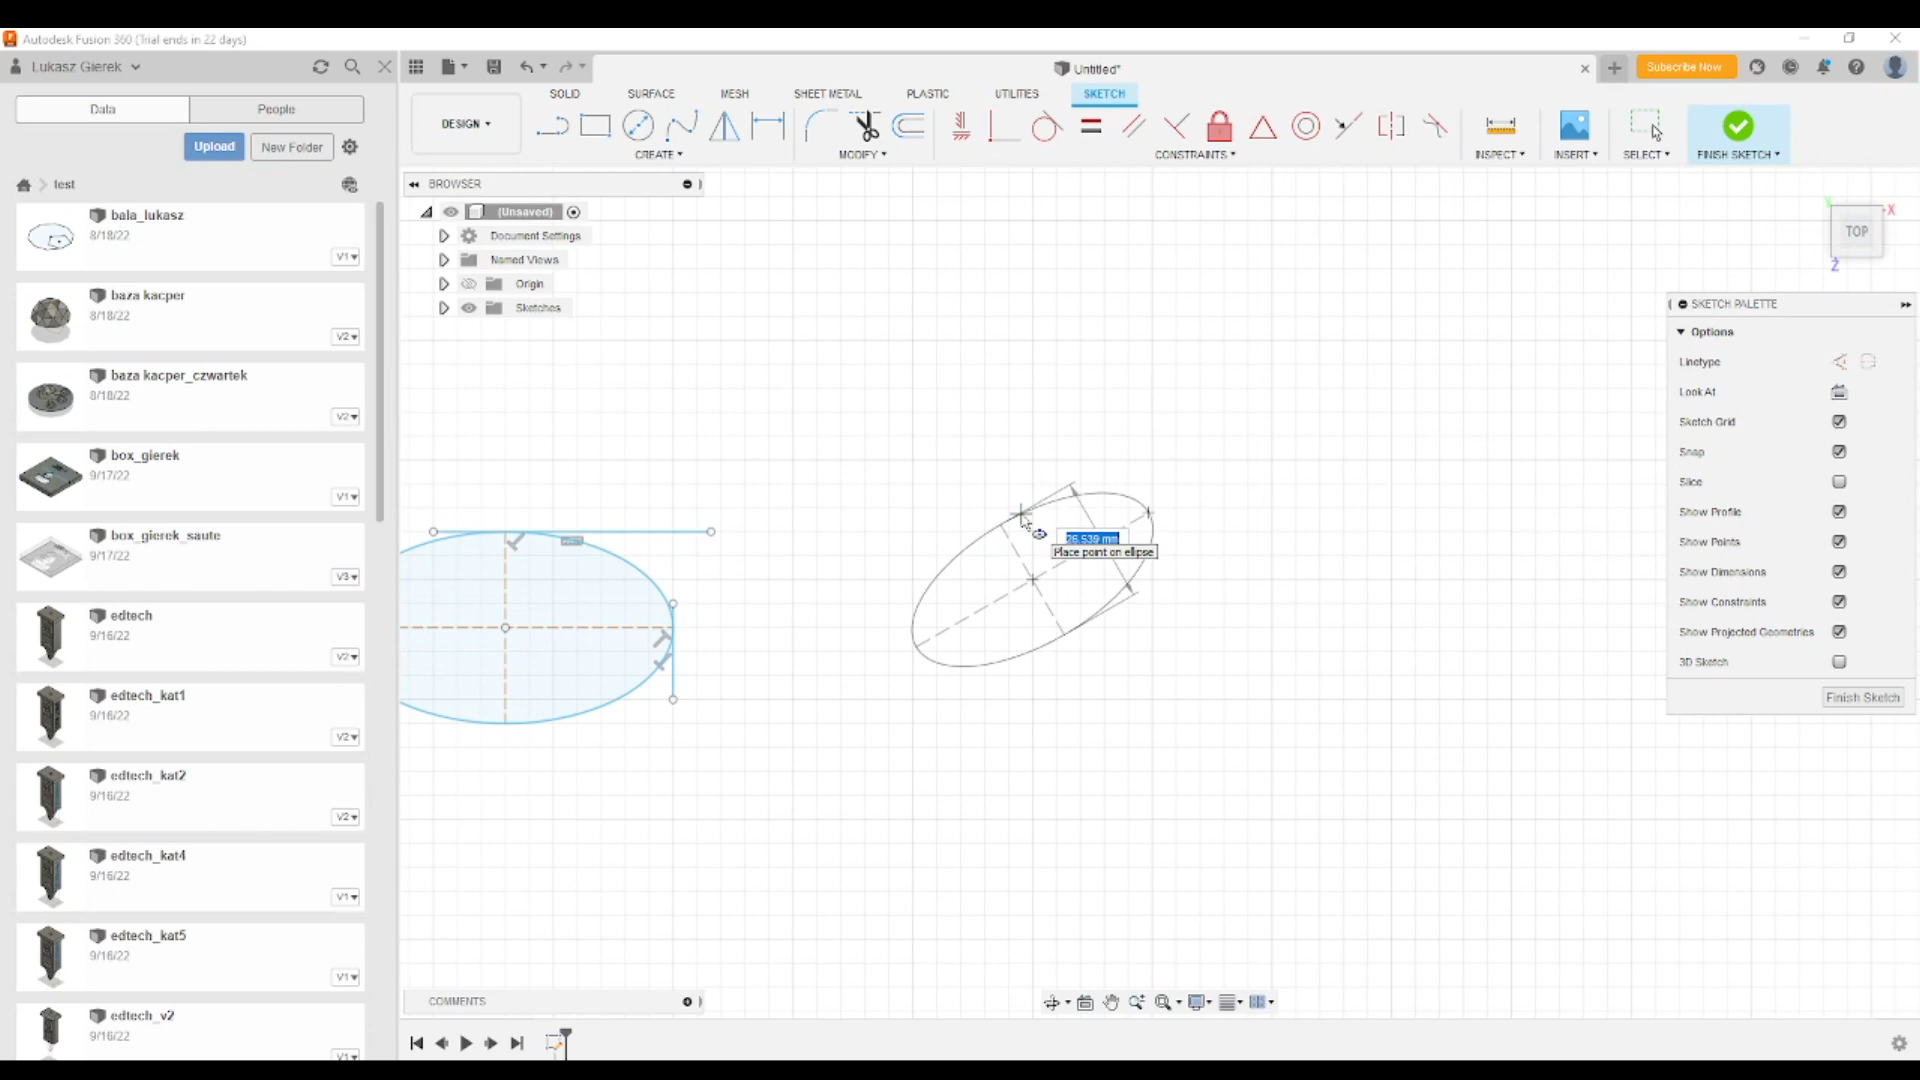 Autodesk Fusion 360 (Trial ends in 22 days)
Lukasz Gierek
Untitled*
Subscribe Now
Data
People
Upload
New Folder
test
bala_lukasz
8/18/22
V1
baza kacper
8/18/22
V2
baza kacper_czwartek
8/18/22
V2
box_gierek
9/17/22
V1
box_gierek_saute
9/17/22
V3
edtech
9/16/22
V2
edtech_kat1
9/16/22
V2
edtech_kat2
9/16/22
V2
edtech_kat4
9/16/22
V1
edtech_kat5
9/16/22
V1
edtech_v2
9/16/22
V1
DESIGN
SOLID
SURFACE
MESH
SHEET METAL
PLASTIC
UTILITIES
SKETCH
CREATE
MODIFY
CONSTRAINTS
INSPECT
INSERT
SELECT
FINISH SKETCH
BROWSER
(Unsaved)
Document Settings
Named Views
Origin
Sketches
TOP
X
Y
Z
26.539 mm
Place point on ellipse
SKETCH PALETTE
Options
Linetype
Look At
Sketch Grid
Snap
Slice
Show Profile
Show Points
Show Dimensions
Show Constraints
Show Projected Geometries
3D Sketch
Finish Sketch
COMMENTS